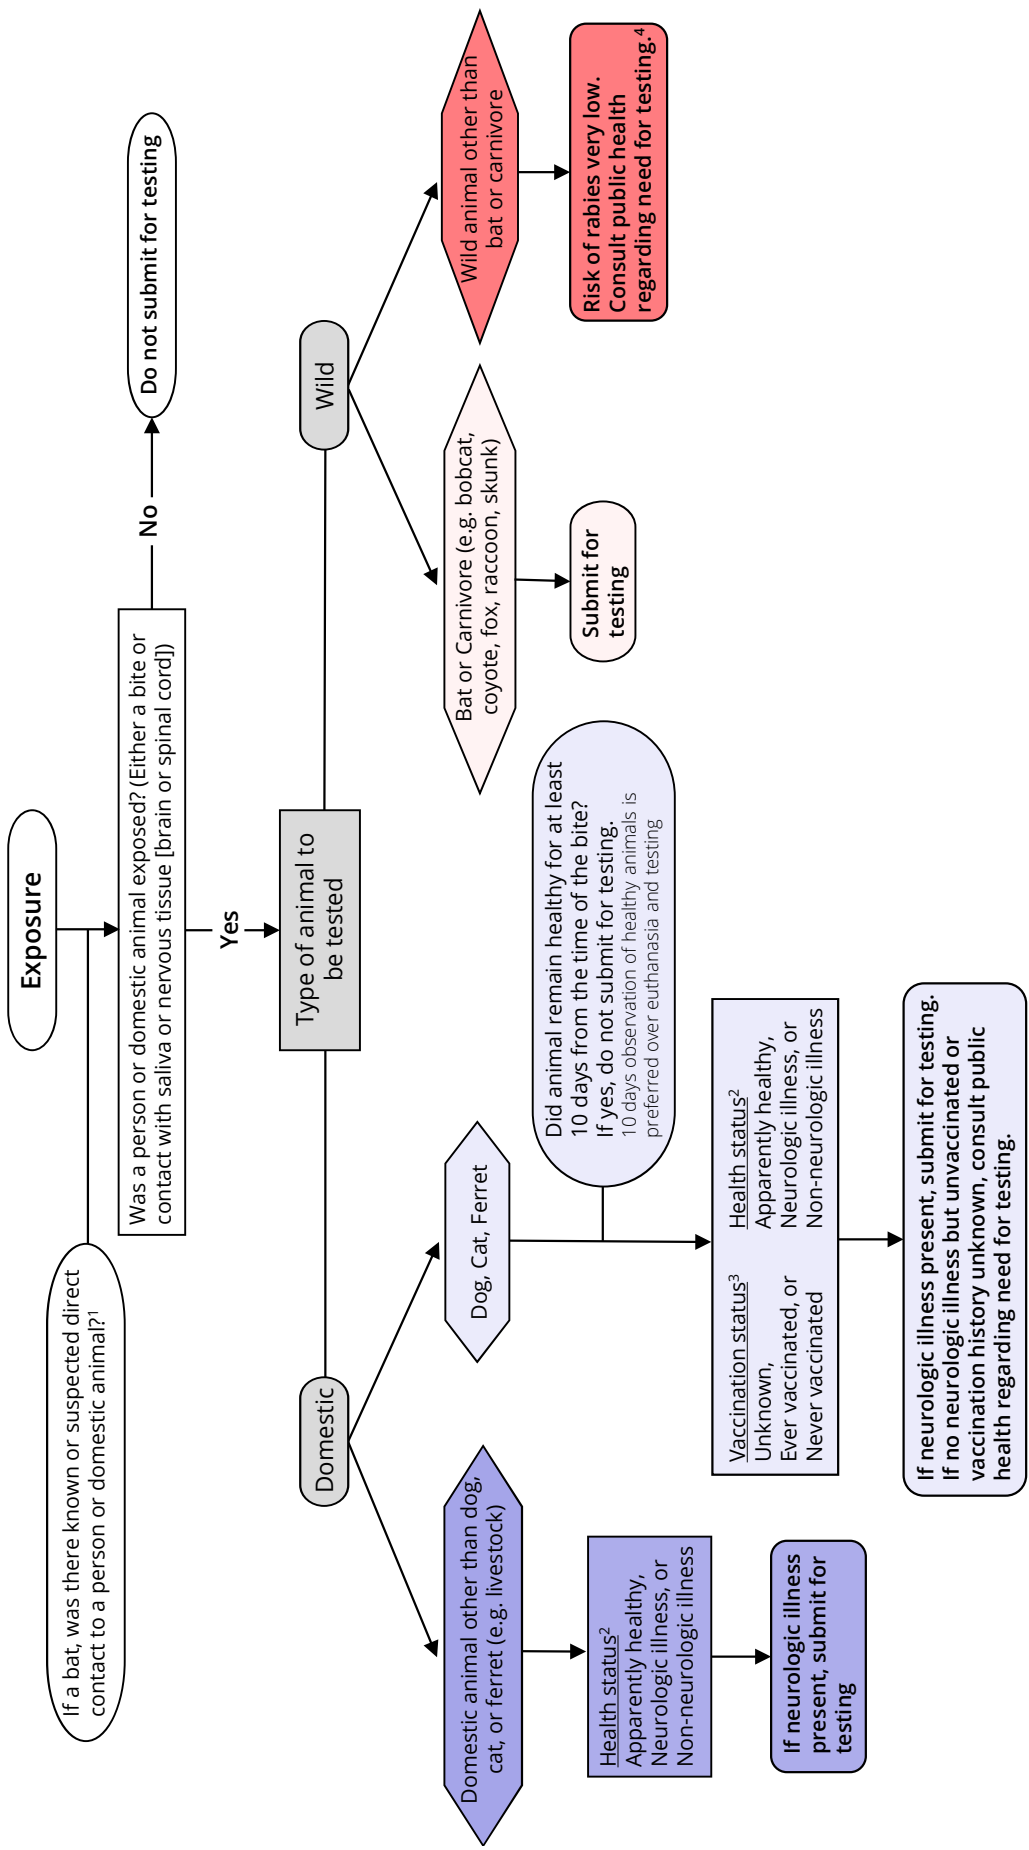 Exposure
If a bat, was there known or suspected direct
contact to a person or domestic animal?¹
Was a person or domestic animal exposed? (Either a bite or
contact with saliva or nervous tissue [brain or spinal cord])
No
Do not submit for testing
Yes
Type of animal to
be tested
Domestic
Wild
Domestic animal other than dog,
cat, or ferret (e.g. livestock)
Health status²
Apparently healthy,
Neurologic illness, or
Non-neurologic illness
If neurologic illness
present, submit for
testing
Dog, Cat, Ferret
Did animal remain healthy for at least
10 days from the time of the bite?
If yes, do not submit for testing.
10 days observation of healthy animals is
preferred over euthanasia and testing
Vaccination status³
Unknown,
Ever vaccinated, or
Never vaccinated
Health status²
Apparently healthy,
Neurologic illness, or
Non-neurologic illness
If neurologic illness present, submit for testing.
If no neurologic illness but unvaccinated or
vaccination history unknown, consult public
health regarding need for testing.
Bat or Carnivore (e.g. bobcat,
coyote, fox, raccoon, skunk)
Submit for
testing
Wild animal other than
bat or carnivore
Risk of rabies very low.
Consult public health
regarding need for testing.⁴